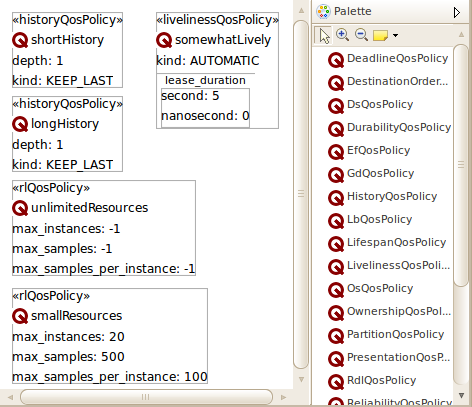 «historyQosPolicy»
shortHistory
depth: 1
kind: KEEP_LAST
«historyQosPolicy»
longHistory
depth: 1
kind: KEEP_LAST
«rlQosPolicy»
unlimitedResources
max_instances: -1
max_samples: -1
max_samples_per_instance: -1
«rlQosPolicy»
smallResources
max_instances: 20
max_samples: 500
max_samples_per_instance: 100
«livelinessQosPolicy»
somewhatLively
kind: AUTOMATIC
lease_duration
second: 5
nanosecond: 0
Palette
DeadlineQosPolicy
DestinationOrder...
DsQosPolicy
DurabilityQosPolicy
EfQosPolicy
GdQosPolicy
HistoryQosPolicy
LbQosPolicy
LifespanQosPolicy
LivelinessQosPoli...
OsQosPolicy
OwnershipQosPol...
PartitionQosPolicy
PresentationQosP...
RdlQosPolicy
ReliabilityQosPolicy